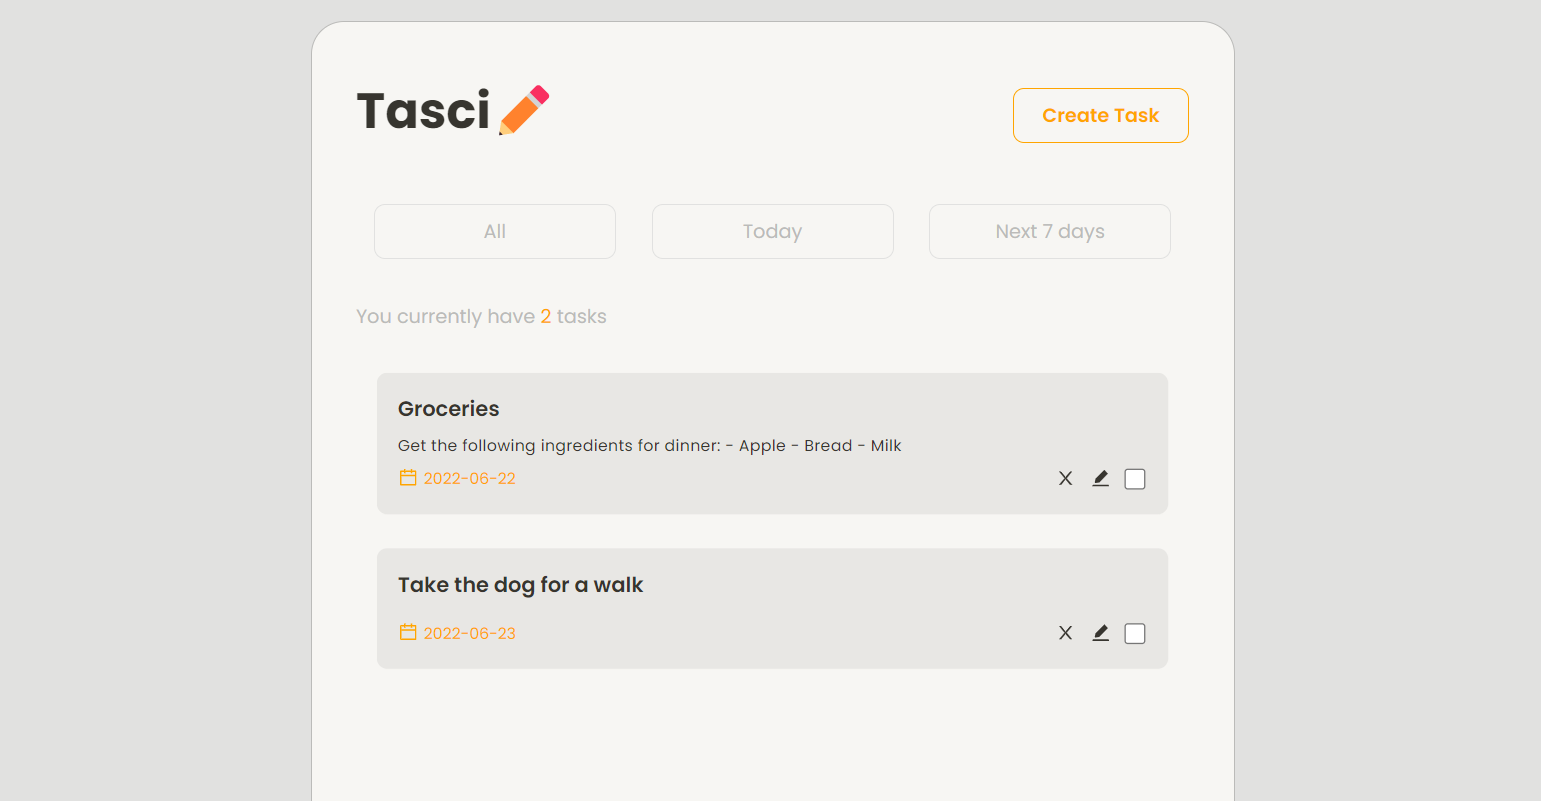 Tasci
Create Task
All
Today
Next 7 days
You currently have 2 tasks
Groceries
Get the following ingredients for dinner: - Apple - Bread - Milk
2022-06-22
X
Take the dog for a walk
2022-06-23
X